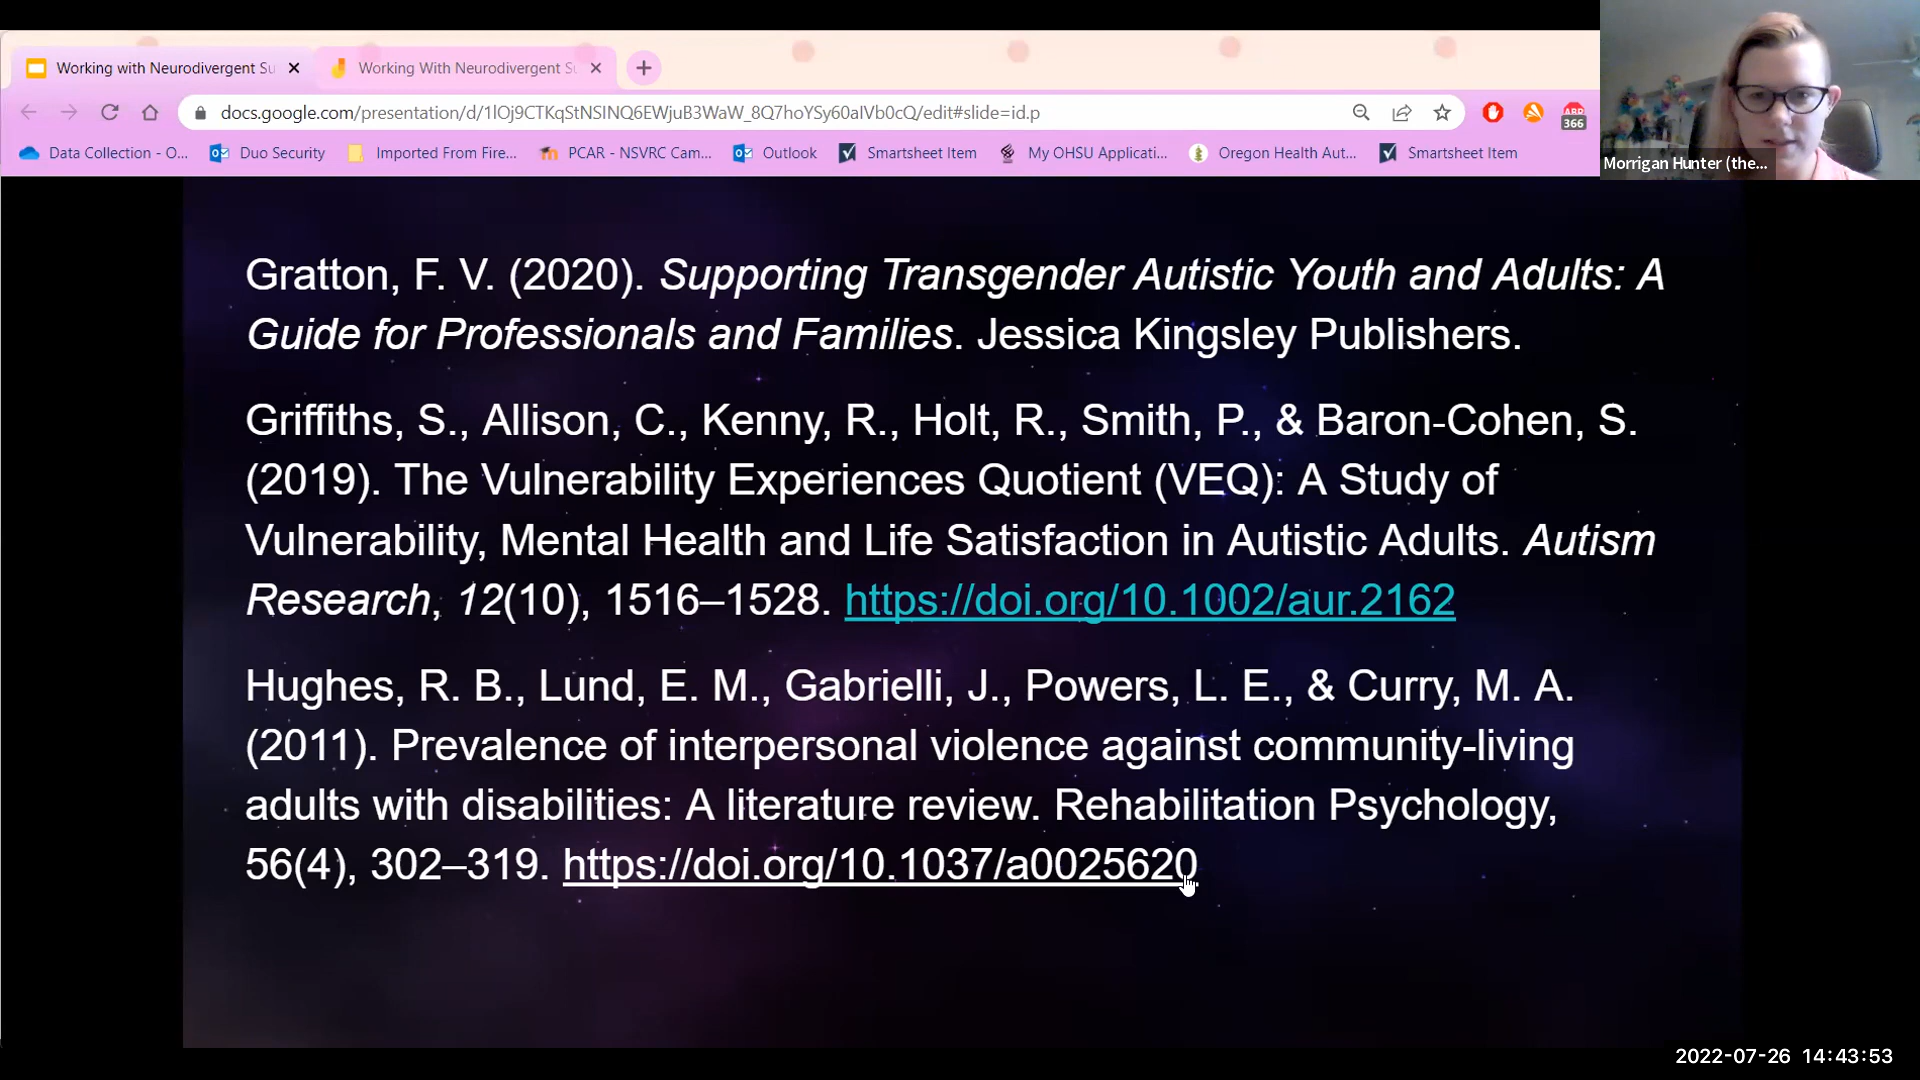 Working with Neurodivergent Su
Working With Neurodivergent Su
docs.google.com/presentation/d/1lOj9CTKqStNSINQ6EWjuB3WaW_8Q7hoYSy60aIVb0cQ/edit#slide=id.p
ABP
366
Data Collection - O...
Duo Security
Imported From Fire...
PCAR - NSVRC Cam...
Outlook
Smartsheet Item
My OHSU Applicati...
Oregon Health Aut...
Smartsheet Item
Morrigan Hunter (the...
Gratton, F. V. (2020). Supporting Transgender Autistic Youth and Adults: A
Guide for Professionals and Families. Jessica Kingsley Publishers.
Griffiths, S., Allison, C., Kenny, R., Holt, R., Smith, P., & Baron-Cohen, S.
(2019). The Vulnerability Experiences Quotient (VEQ): A Study of
Vulnerability, Mental Health and Life Satisfaction in Autistic Adults. Autism
Research, 12(10), 1516–1528. https://doi.org/10.1002/aur.2162
Hughes, R. B., Lund, E. M., Gabrielli, J., Powers, L. E., & Curry, M. A.
(2011). Prevalence of interpersonal violence against community-living
adults with disabilities: A literature review. Rehabilitation Psychology,
56(4), 302–319. https://doi.org/10.1037/a0025620
2022-07-26 14:43:53